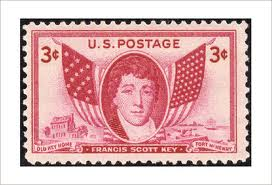 U.S. POSTAGE
3¢ 3¢
OLD KEY HOME FORT McHENRY
FRANCIS SCOTT KEY